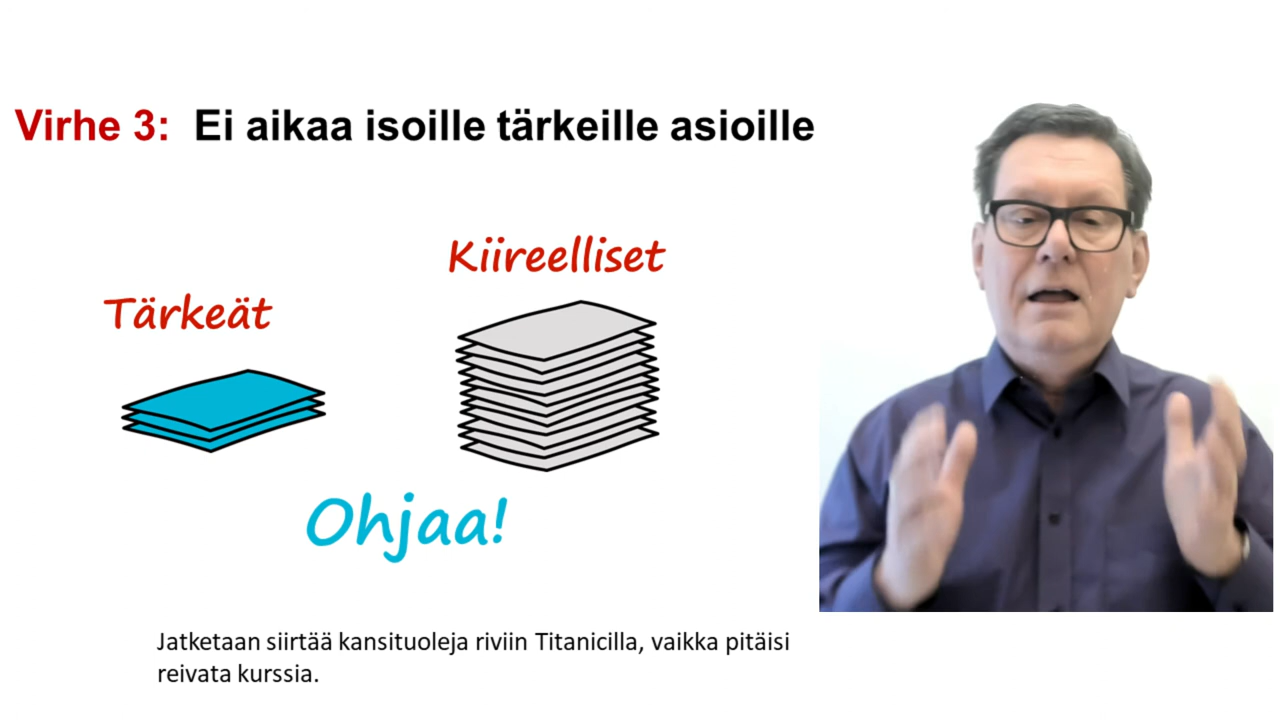 Virhe 3: Ei aikaa isoille tärkeille asioille
Kiireelliset
Tärkeät
Ohjaa!
Jatketaan siirtää kansituoleja riviin Titanicilla, vaikka pitäisi
reivata kurssia.